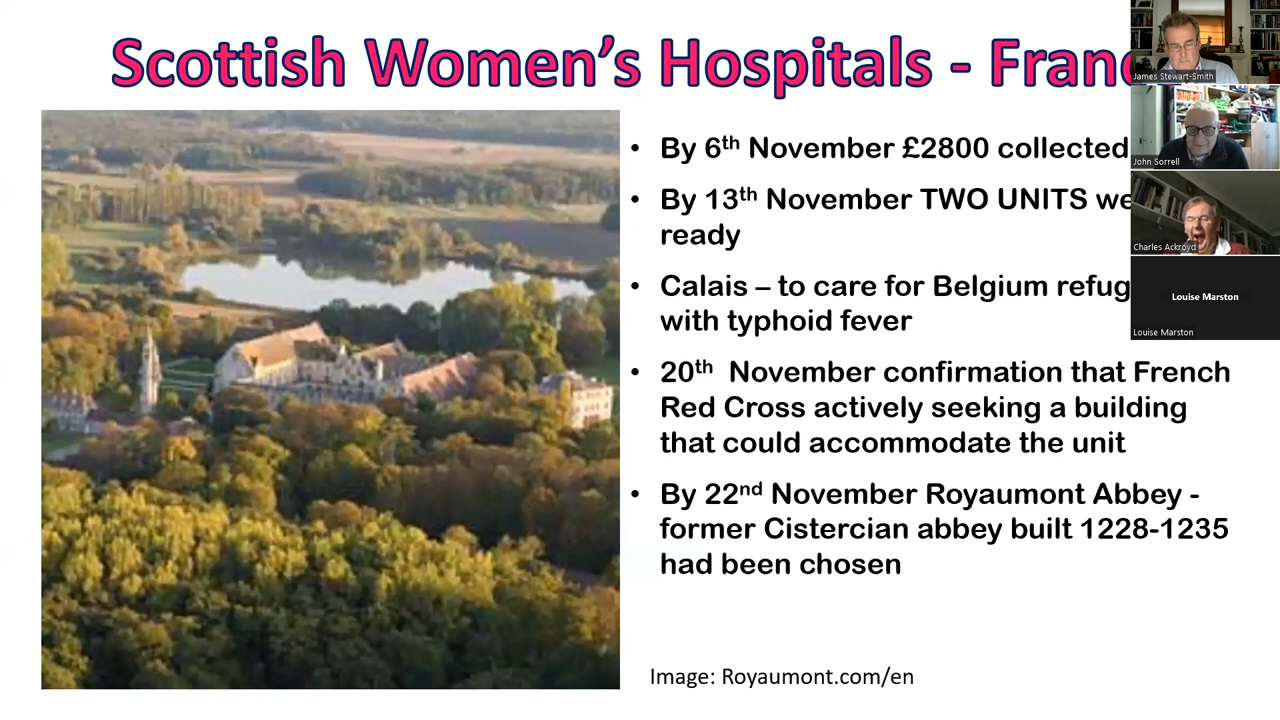 Scottish Women's Hospitals - Franc
James Stewart-Smith
• By 6th November £2800 collected
John Sorrell
• By 13th November TWO UNITS we
ready
Charles Ackroyd
• Calais – to care for Belgium refug
with typhoid fever
Louise Marston
Louise Marston
• 20th November confirmation that French
Red Cross actively seeking a building
that could accommodate the unit
• By 22nd November Royaumont Abbey -
former Cistercian abbey built 1228-1235
had been chosen
Image: Royaumont.com/en